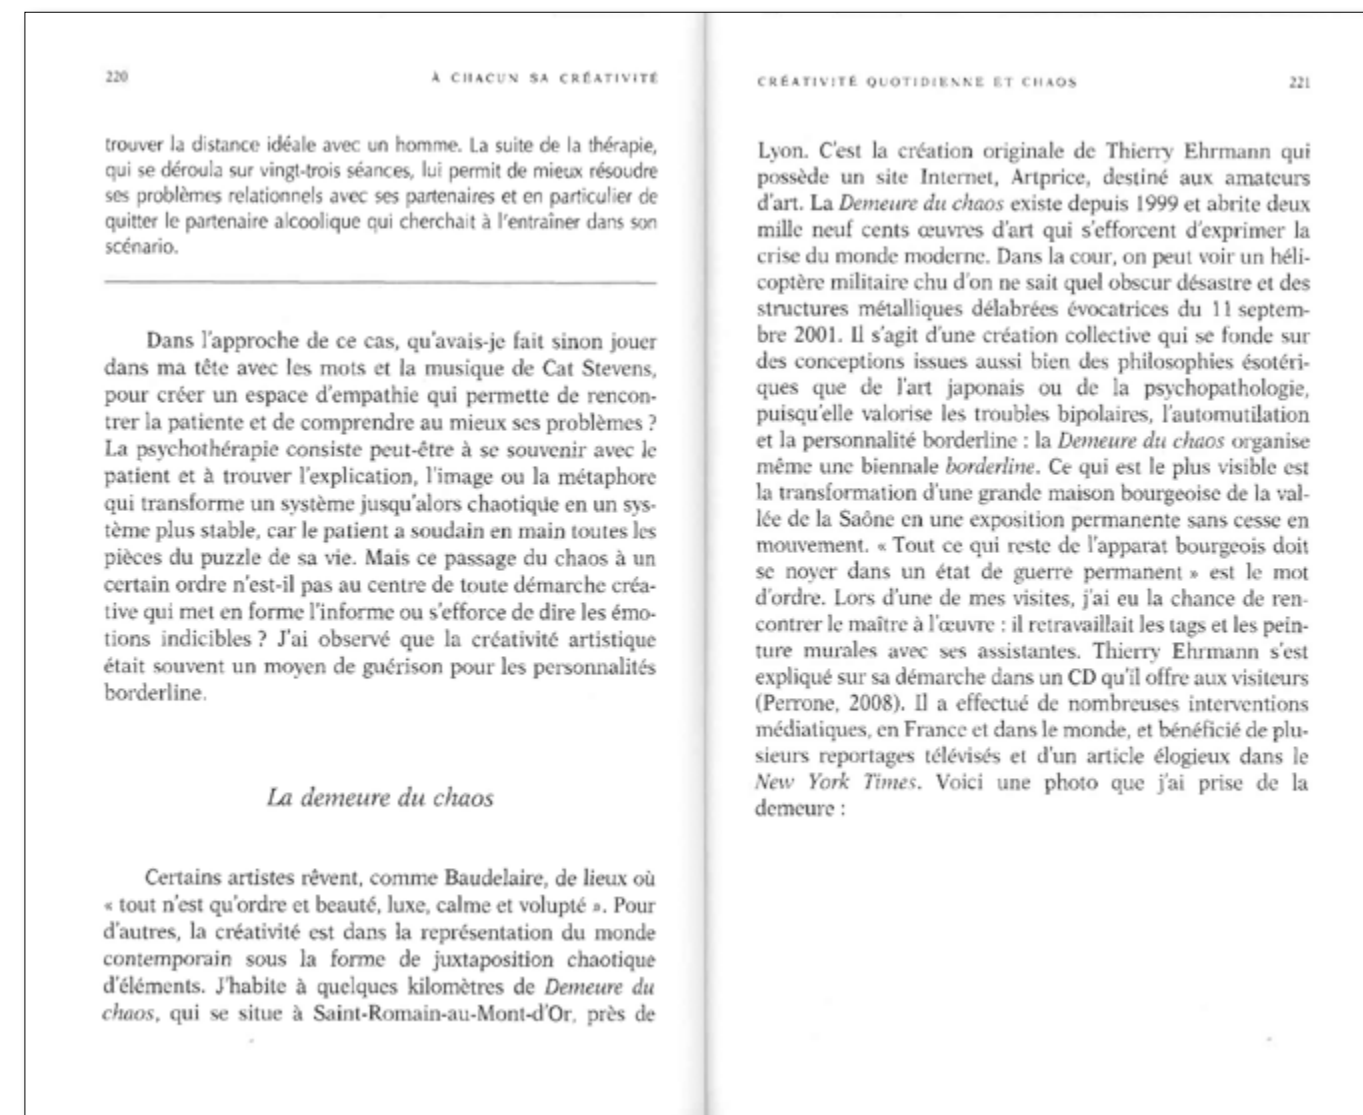 220
À CHACUN SA CRÉATIVITÉ
trouver la distance idéale avec un homme. La suite de la thérapie,
qui se déroula sur vingt-trois séances, lui permit de mieux résoudre
ses problèmes relationnels avec ses partenaires et en particulier de
quitter le partenaire alcoolique qui cherchait à l'entraîner dans son
scénario.
Dans l'approche de ce cas, qu'avais-je fait sinon jouer
dans ma tête avec les mots et la musique de Cat Stevens,
pour créer un espace d'empathie qui permette de rencon-
trer la patiente et de comprendre au mieux ses problèmes ?
La psychothérapie consiste peut-être à se souvenir avec le
patient et à trouver l'explication, l'image ou la métaphore
qui transforme un système jusqu'alors chaotique en un sys-
tème plus stable, car le patient a soudain en main toutes les
pièces du puzzle de sa vie. Mais ce passage du chaos à un
certain ordre n'est-il pas au centre de toute démarche créa-
tive qui met en forme l'informe ou s'efforce de dire les émo-
tions indicibles ? J'ai observé que la créativité artistique
était souvent un moyen de guérison pour les personnalités
borderline.
La demeure du chaos
Certains artistes rêvent, comme Baudelaire, de lieux où
« tout n'est qu'ordre et beauté, luxe, calme et volupté ». Pour
d'autres, la créativité est dans la représentation du monde
contemporain sous la forme de juxtaposition chaotique
d'éléments. J'habite à quelques kilomètres de Demeure du
chaos, qui se situe à Saint-Romain-au-Mont-d'Or, près de
CRÉATIVITÉ QUOTIDIENNE ET CHAOS
221
Lyon. C'est la création originale de Thierry Ehrmann qui
possède un site Internet, Artprice, destiné aux amateurs
d'art. La Demeure du chaos existe depuis 1999 et abrite deux
mille neuf cents œuvres d'art qui s'efforcent d'exprimer la
crise du monde moderne. Dans la cour, on peut voir un héli-
coptère militaire chu d'on ne sait quel obscur désastre et des
structures métalliques délabrées évocatrices du 11 septem-
bre 2001. Il s'agit d'une création collective qui se fonde sur
des conceptions issues aussi bien des philosophies ésotéri-
ques que de l'art japonais ou de la psychopathologie,
puisqu'elle valorise les troubles bipolaires, l'automutilation
et la personnalité borderline : la Demeure du chaos organise
même une biennale borderline. Ce qui est le plus visible est
la transformation d'une grande maison bourgeoise de la val-
lée de la Saône en une exposition permanente sans cesse en
mouvement. « Tout ce qui reste de l'apparat bourgeois doit
se noyer dans un état de guerre permanent » est le mot
d'ordre. Lors d'une de mes visites, j'ai eu la chance de ren-
contrer le maître à l'œuvre : il retravaillait les tags et les pein-
ture murales avec ses assistantes. Thierry Ehrmann s'est
expliqué sur sa démarche dans un CD qu'il offre aux visiteurs
(Perrone, 2008). Il a effectué de nombreuses interventions
médiatiques, en France et dans le monde, et bénéficié de plu-
sieurs reportages télévisés et d'un article élogieux dans le
New York Times. Voici une photo que j'ai prise de la
demeure :